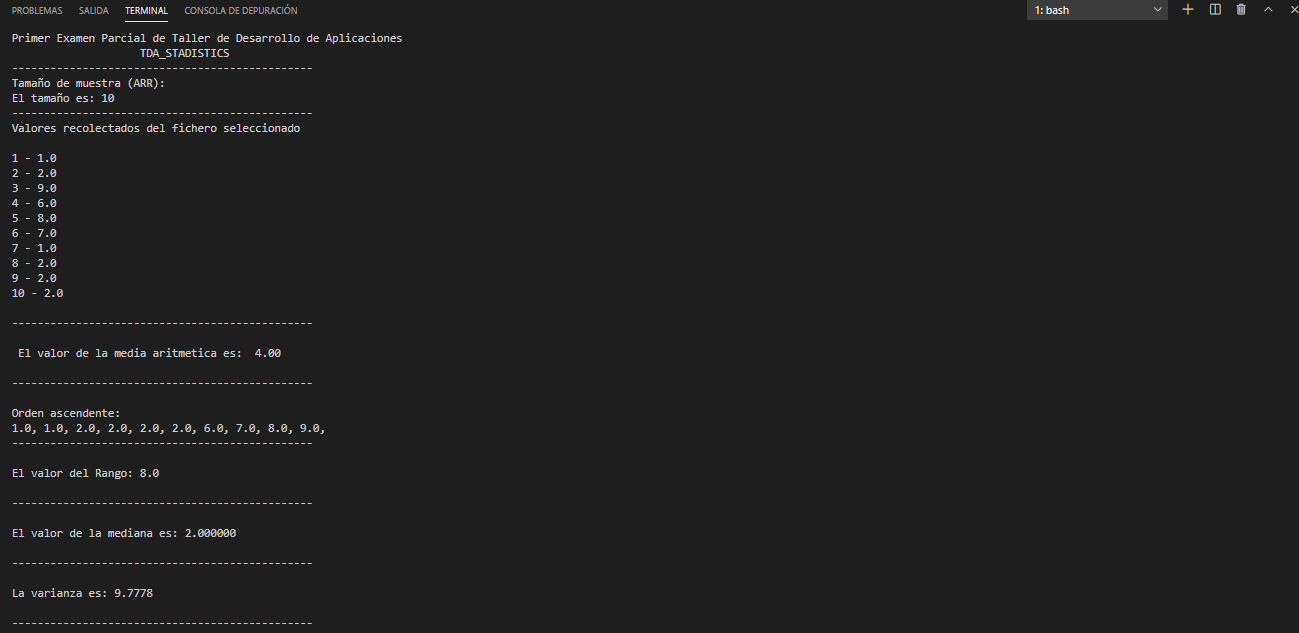 PROBLEMAS SALIDA TERMINAL CONSOLA DE DEPURACIÓN 1: bash
Primer Examen Parcial de Taller de Desarrollo de Aplicaciones
TDA_STADISTICS
-----------------------------------------------
Tamaño de muestra (ARR):
El tamaño es: 10
-----------------------------------------------
Valores recolectados del fichero seleccionado
1 - 1.0
2 - 2.0
3 - 9.0
4 - 6.0
5 - 8.0
6 - 7.0
7 - 1.0
8 - 2.0
9 - 2.0
10 - 2.0
-----------------------------------------------
El valor de la media aritmetica es:  4.00
-----------------------------------------------
Orden ascendente:
1.0, 1.0, 2.0, 2.0, 2.0, 2.0, 6.0, 7.0, 8.0, 9.0,
-----------------------------------------------
El valor del Rango: 8.0
-----------------------------------------------
El valor de la mediana es: 2.000000
-----------------------------------------------
La varianza es: 9.7778
-----------------------------------------------